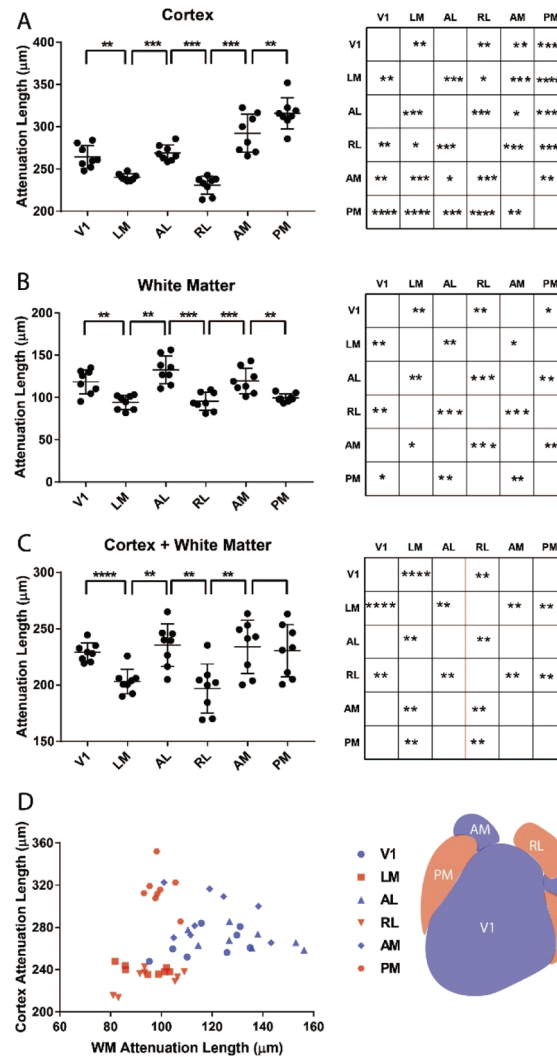 A
Cortex
Attenuation Length (µm)
400
350
300
250
200
** *** *** *** **
V1 LM AL RL AM PM
V1 LM AL RL AM PM
V1 ** ** ** ***
LM ** *** * *** ****
AL *** *** * ***
RL ** * *** *** ***
AM ** *** * *** **
PM **** **** *** **** **
B
White Matter
Attenuation Length (µm)
200
150
100
50
0
** ** *** *** **
V1 LM AL RL AM PM
V1 LM AL RL AM PM
V1 ** ** *
LM ** ** *
AL ** *** **
RL ** *** ***
AM * *** **
PM * ** **
C
Cortex + White Matter
Attenuation Length (µm)
300
250
200
150
**** ** ** **
V1 LM AL RL AM PM
V1 LM AL RL AM PM
V1 **** **
LM **** ** ** **
AL ** **
RL ** ** ** **
AM ** **
PM ** **
D
Cortex Attenuation Length (µm)
360
320
280
240
200
60 80 100 120 140 160
WM Attenuation Length (µm)
V1
LM
AL
RL
AM
PM
AM
RL
PM
V1